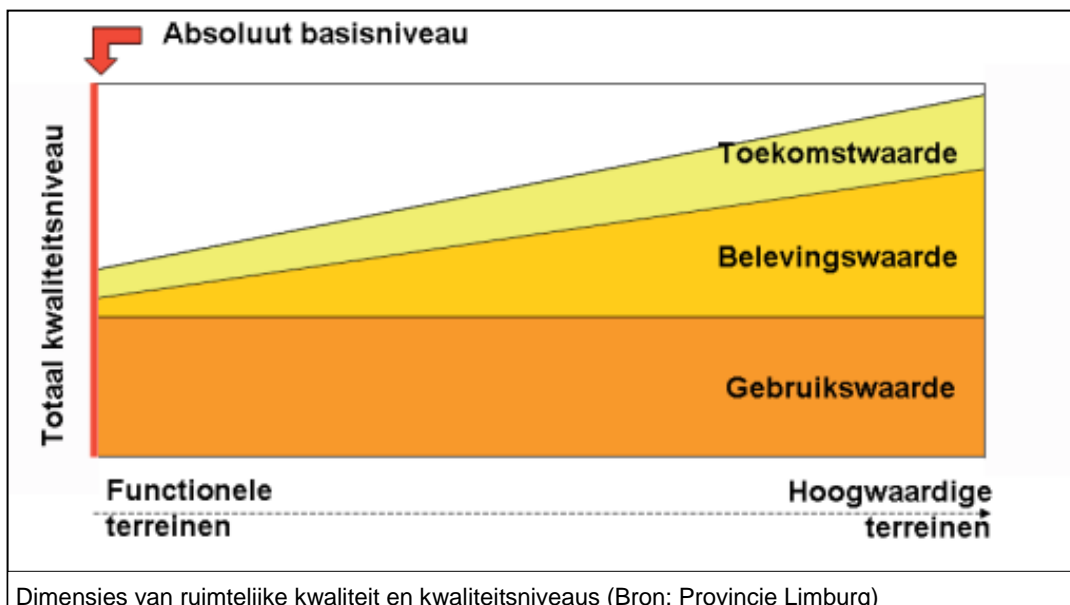 Absoluut basisniveau
Totaal kwaliteitsniveau
Toekomstwaarde
Belevingswaarde
Gebruikswaarde
Functionele
terreinen
Hoogwaardige
terreinen
Dimensies van ruimtelijke kwaliteit en kwaliteitsniveaus (Bron: Provincie Limburg)